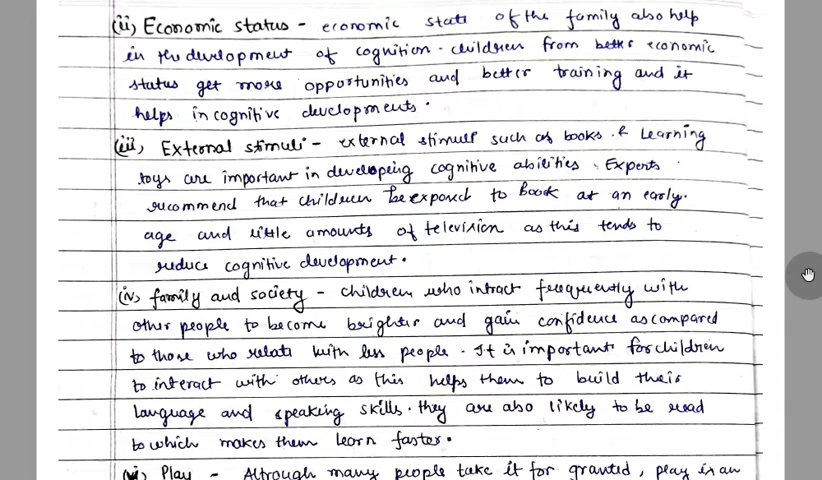 (ii) Economic status - economic stats of the family also help
in the development of cognition. children from better economic
status get more opportunities and better training and it
helps in cognitive developments.
(iii) External stimuli - external stimuli such as books & Learning
toys are important in developing cognitive abilities. Experts
recommend that children be exposed to Book at an early.
age and little amounts of television as this tends to
reduce cognitive development.
(iv) family and society - children who intract frequently with
other people to become brighter and gain confidence as compared
to those who relate with less people. It is important for children
to interact with others as this helps them to build their
language and speaking skills. they are also likely to be read
to which makes them learn faster.
Play - Although many people take it for granted, play is an